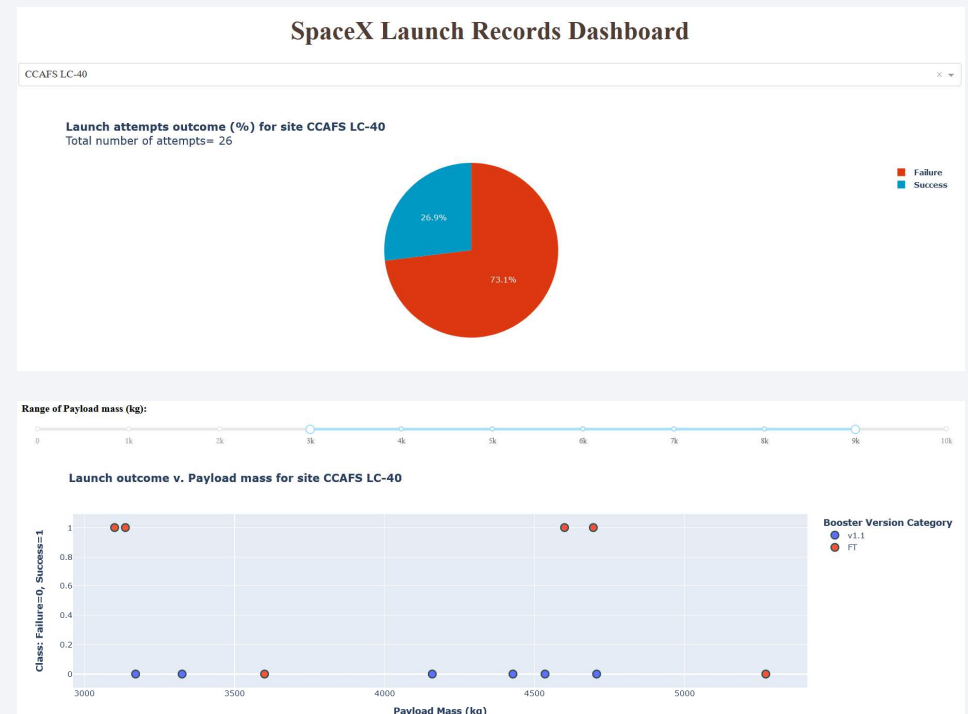 SpaceX Launch Records Dashboard
CCAFS LC-40
×
Launch attempts outcome (%) for site CCAFS LC-40
Total number of attempts= 26
Failure
Success
26.9%
73.1%
Range of Payload mass (kg):
0 1k 2k 3k 4k 5k 6k 7k 8k 9k 10k
Launch outcome v. Payload mass for site CCAFS LC-40
Booster Version Category
v1.1
FT
Class: Failure=0, Success=1
1
0.8
0.6
0.4
0.2
0
3000 3500 4000 4500 5000
Payload Mass (kg)